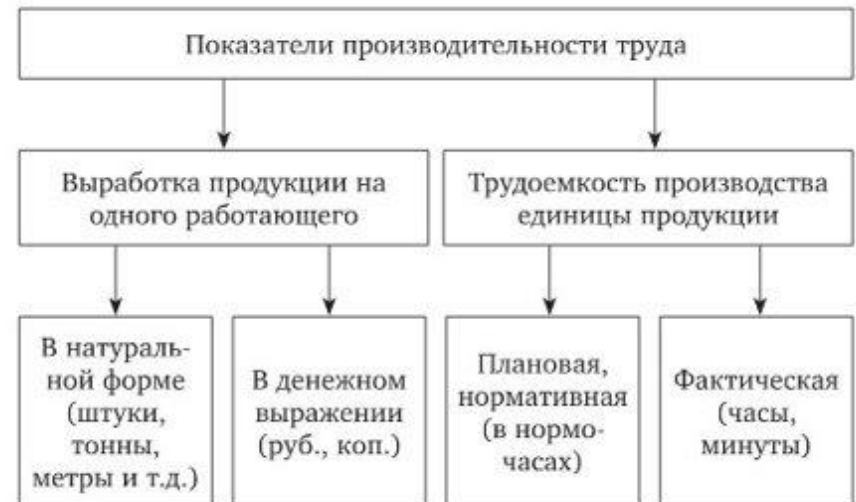 Показатели производительности труда
Выработка продукции на
одного работающего
Трудоемкость производства
единицы продукции
В натураль-
ной форме
(штуки,
тонны,
метры и т.д.)
В денежном
выражении
(руб., коп.)
Плановая,
нормативная
(в нормо-
часах)
Фактическая
(часы,
минуты)